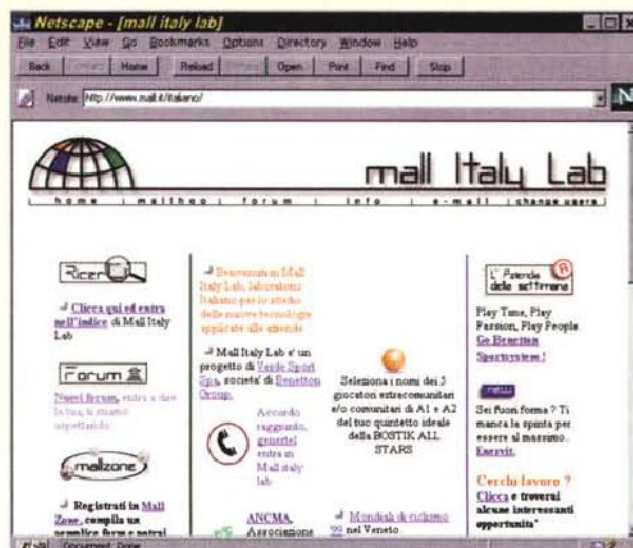 Netscape - [mall italy lab]
File Edit View Go Bookmarks Options Directory Window Help
Back Home Reload Open Print Find Stop
Netsite: http://www.mall.it/italiano/
N
mall Italy Lab
home mailbox forum info e-mail change users
Ricer
Clicca qui ed entra
nell'indice di Mall Italy
Lab
Forum
Nuovi forum, entra a dire
la tua, ti stiamo
aspettando.
mallzone
Registrati in Mall
Zone, compila un
semplice form e potrai
Benvenuti in Mall
Italy Lab, laboratorio
Italiano per lo studio
delle nuove tecnologie
applicate alle aziende
Mall Italy Lab e' un
progetto di Verde Sport
Spa, societa' di Benetton
Group.
Accordo
raggiunto,
genertel
entra in
Mall italy
lab
ANCMA,
Associazione
Seleziona i nomi dei 5
giocatori extracomunitari
e/o comunitari di A1 e A2
del tuo quintetto ideale
della BOSTIK ALL
STARS
Mondiali di ciclismo
nel Veneto
L'Azienda
della settimana
Play Time, Play
Passion, Play People
Go Benetton
Sportsystem !
new
Sei fuori forma ? Ti
manca la spinta per
essere al massimo.
Enervit.
Cerchi lavoro ?
Clicca e troverai
alcune interessanti
opportunita'
Document: Done